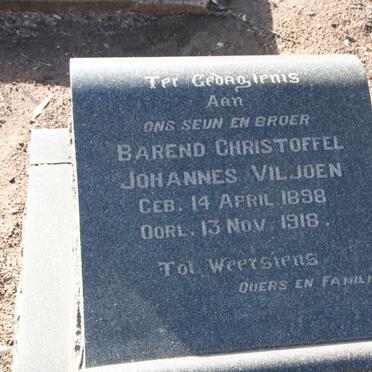 Ter Gedagtenis
Aan
ONS SEUN EN BROER
BAREND CHRISTOFFEL
JOHANNES VILJOEN
GEB. 14 APRIL 1898
OORL. 13 NOV. 1918.
Tot Weersiens
OUERS EN FAMILI